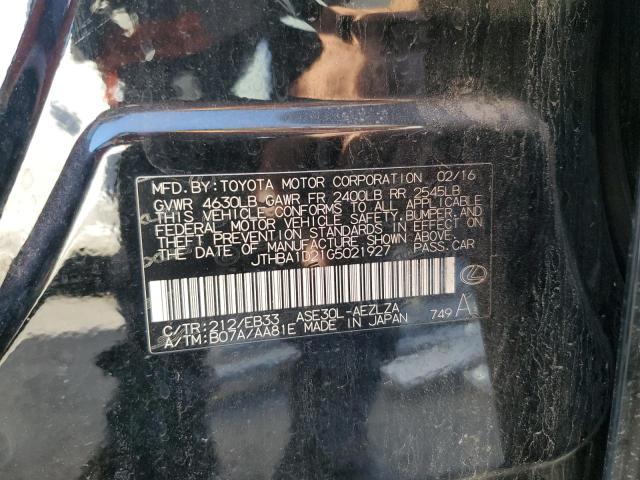 MFD. BY: TOYOTA MOTOR CORPORATION 02/16
GVWR 4630LB GAWR FR 2400LB RR 2545LB
THIS VEHICLE CONFORMS TO ALL APPLICABLE
FEDERAL MOTOR VEHICLE SAFETY, BUMPER, AND
THEFT PREVENTION STANDARDS IN EFFECT ON
THE DATE OF MANUFACTURE SHOWN ABOVE.
JTHBA1D21G5021927 PASS. CAR
C/TR: 212/EB33 ASE30L-AEZLZA
A/TM: B07A/AA81E MADE IN JAPAN 749 A